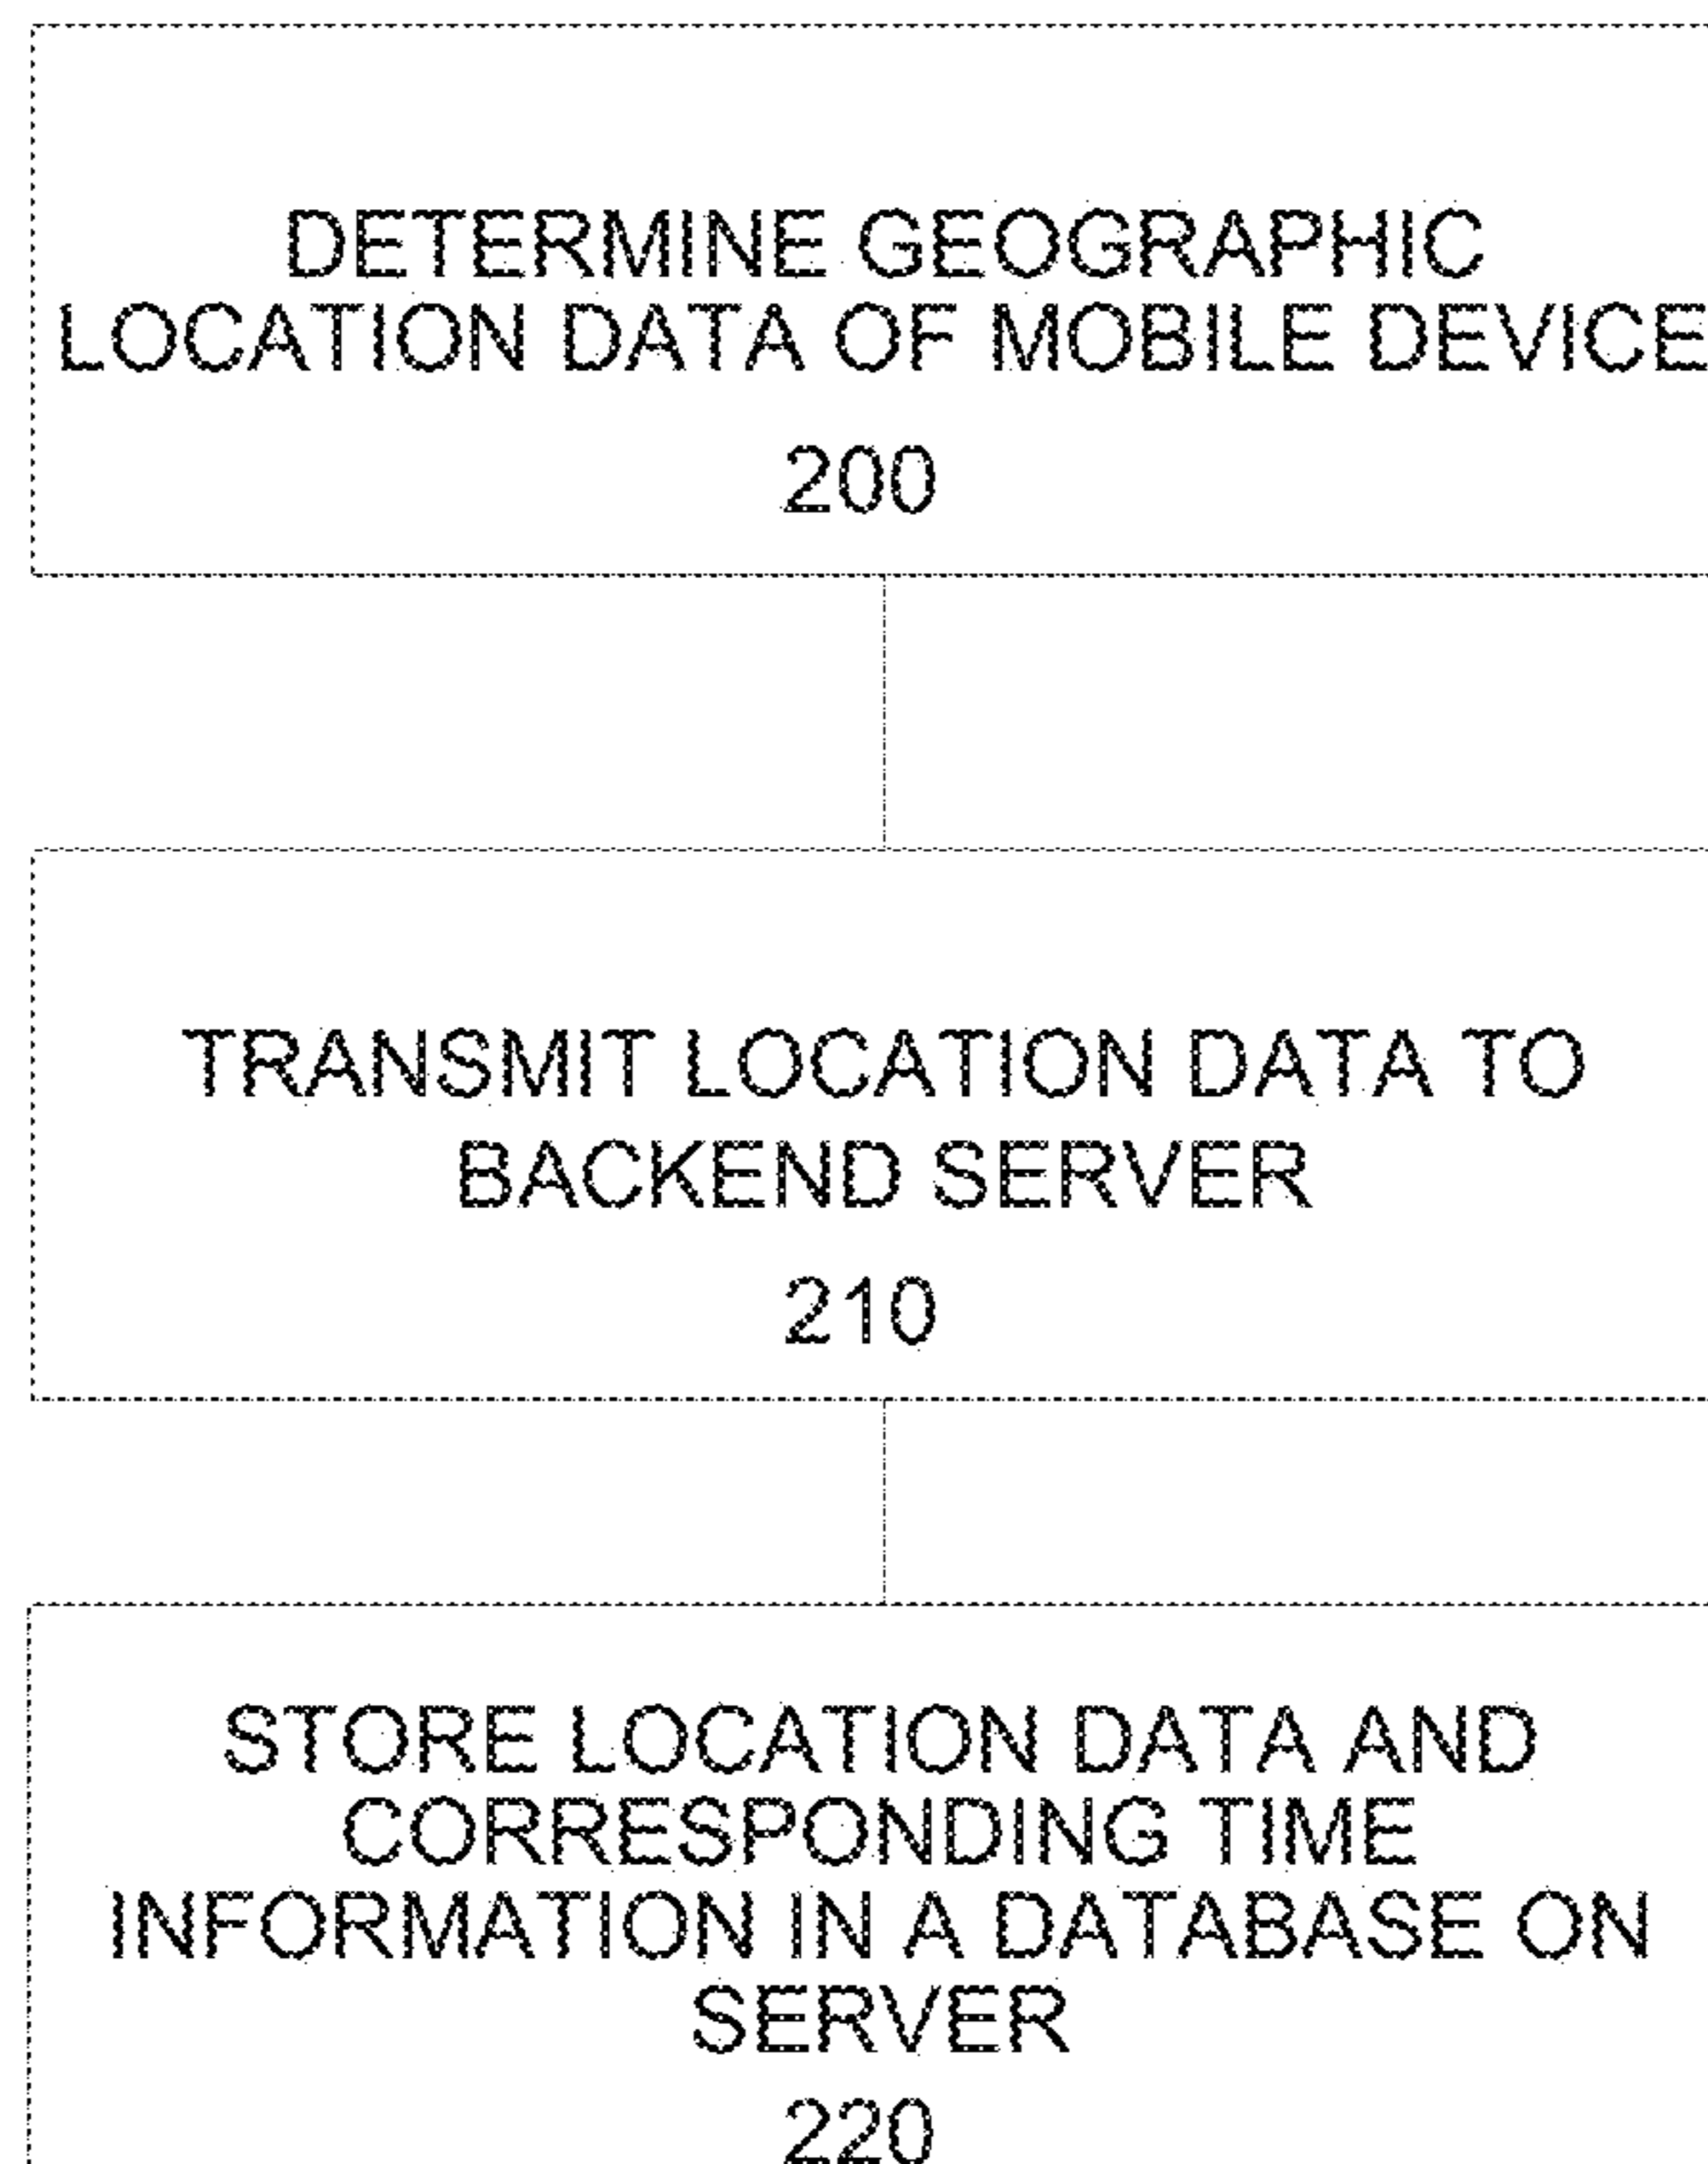 DETERMINE GEOGRAPHIC
LOCATION DATA OF MOBILE DEVICE
200
TRANSMIT LOCATION DATA TO
BACKEND SERVER
210
STORE LOCATION DATA AND
CORRESPONDING TIME
INFORMATION IN A DATABASE ON
SERVER
220